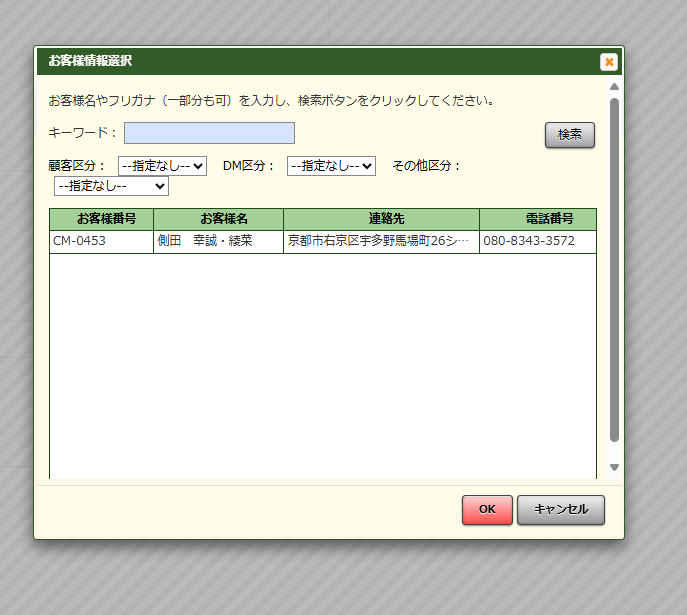 お客様情報選択
お客様名やフリガナ（一部分も可）を入力し、検索ボタンをクリックしてください。
キーワード： 検索
顧客区分： --指定なし-- DM区分： --指定なし-- その他区分：
--指定なし--
お客様番号 お客様名 連絡先 電話番号
CM-0453 側田　幸誠・綾菜 京都市右京区宇多野馬場町26シ… 080-8343-3572
OK キャンセル